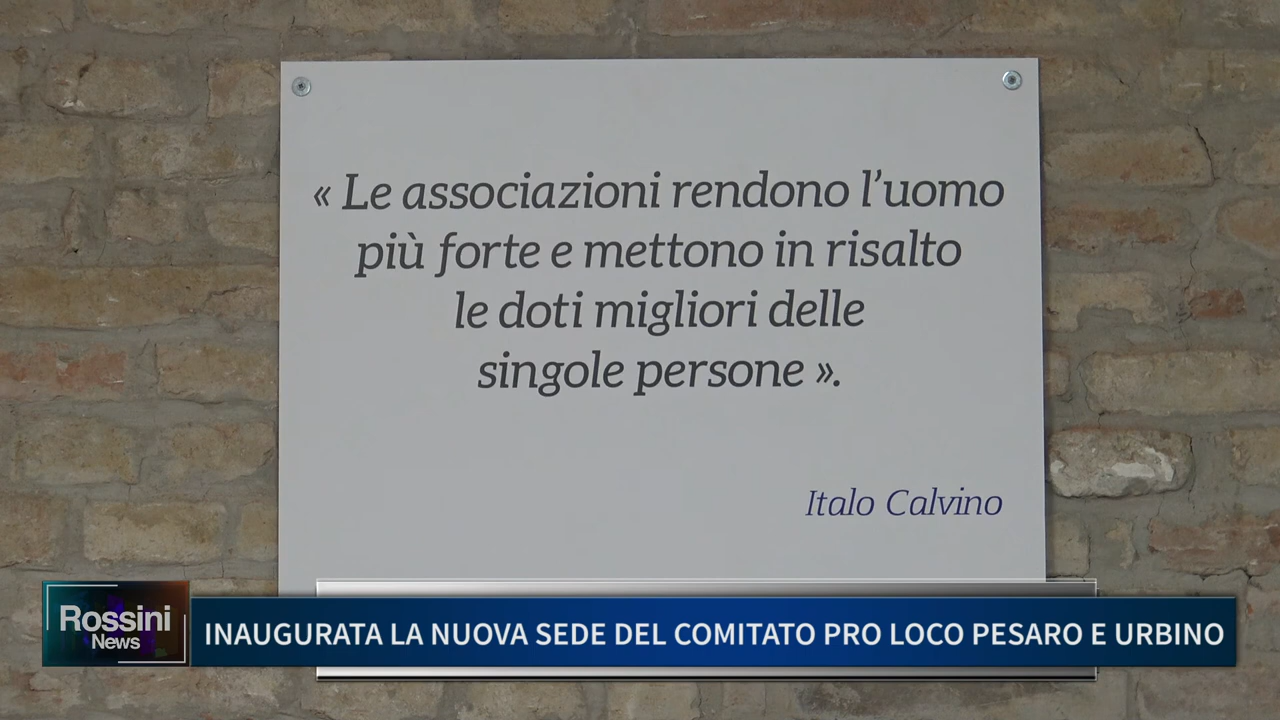 « Le associazioni rendono l’uomo
più forte e mettono in risalto
le doti migliori delle
singole persone ».
Italo Calvino
Rossini
News
INAUGURATA LA NUOVA SEDE DEL COMITATO PRO LOCO PESARO E URBINO